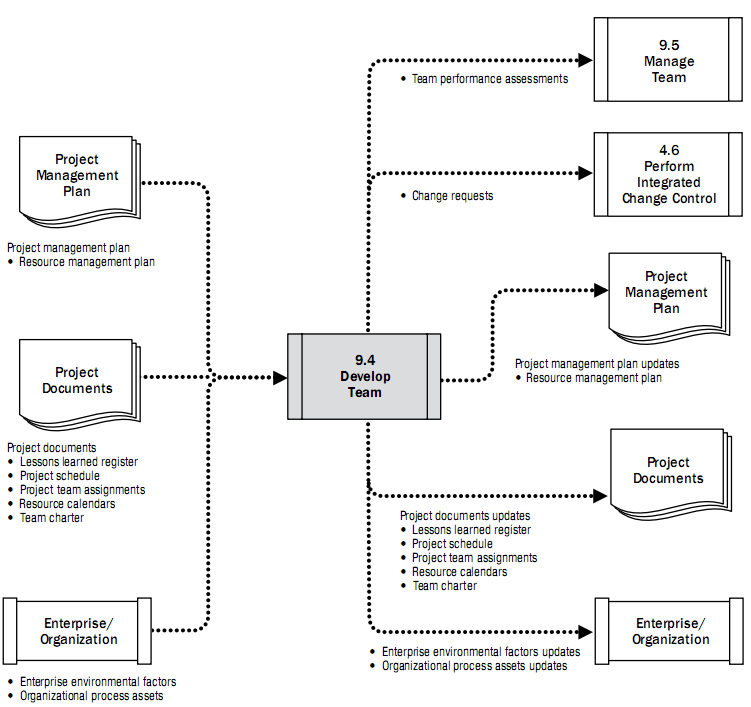 9.5
Manage
Team
• Team performance assessments
4.6
Perform
Integrated
Change Control
• Change requests
Project
Management
Plan
Project management plan
• Resource management plan
Project
Management
Plan
Project management plan updates
• Resource management plan
9.4
Develop
Team
Project
Documents
Project documents
• Lessons learned register
• Project schedule
• Project team assignments
• Resource calendars
• Team charter
Project
Documents
Project documents updates
• Lessons learned register
• Project schedule
• Project team assignments
• Resource calendars
• Team charter
Enterprise/
Organization
• Enterprise environmental factors
• Organizational process assets
Enterprise/
Organization
• Enterprise environmental factors updates
• Organizational process assets updates